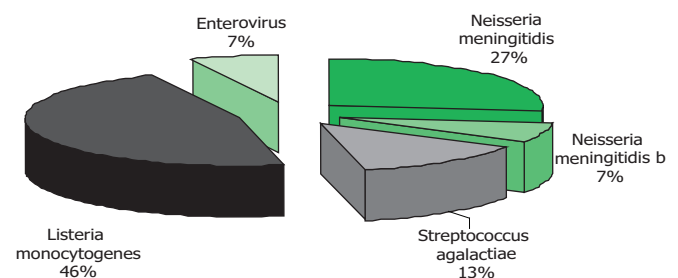 Enterovirus
7%
Neisseria
meningitidis
27%
Neisseria
meningitidis b
7%
Streptococcus
agalactiae
13%
Listeria
monocytogenes
46%